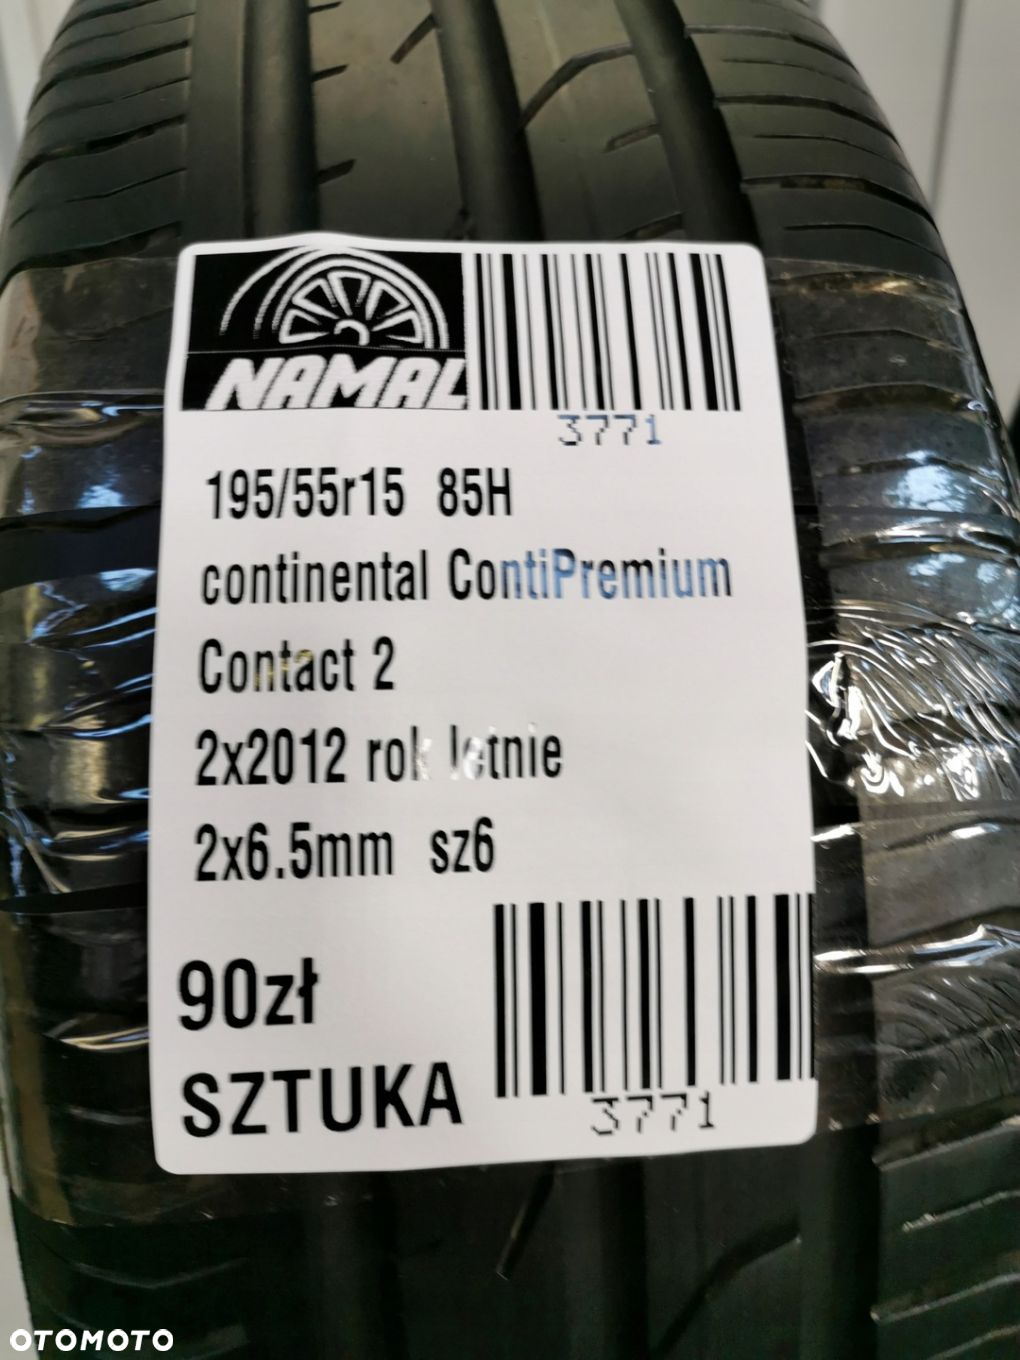 NAMAL
3771
195/55r15 85H
continental ContiPremium
Contact 2
2x2012 rok letnie
2x6.5mm sz6
90zł
SZTUKA
3771
OTOMOTO